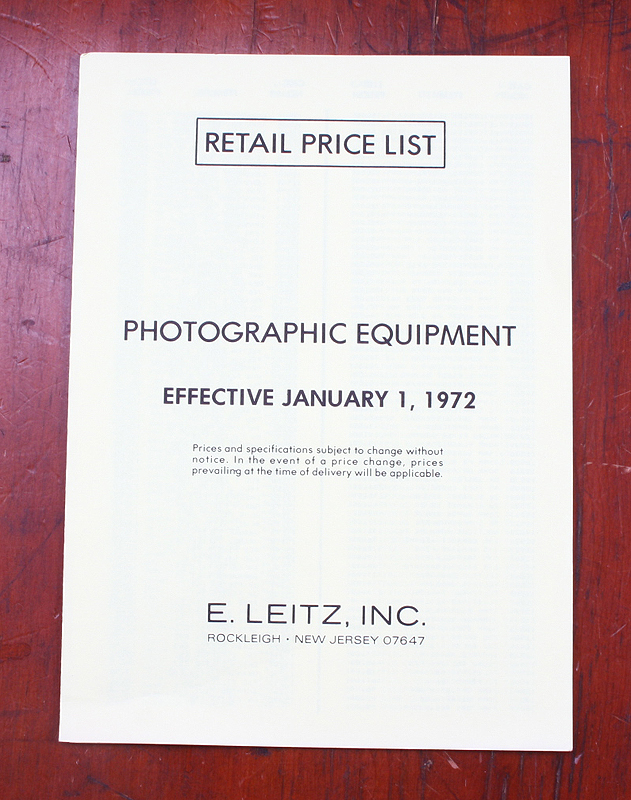 RETAIL PRICE LIST
PHOTOGRAPHIC EQUIPMENT
EFFECTIVE JANUARY 1, 1972
Prices and specifications subject to change without
notice. In the event of a price change, prices
prevailing at the time of delivery will be applicable.
E. LEITZ, INC.
ROCKLEIGH · NEW JERSEY 07647